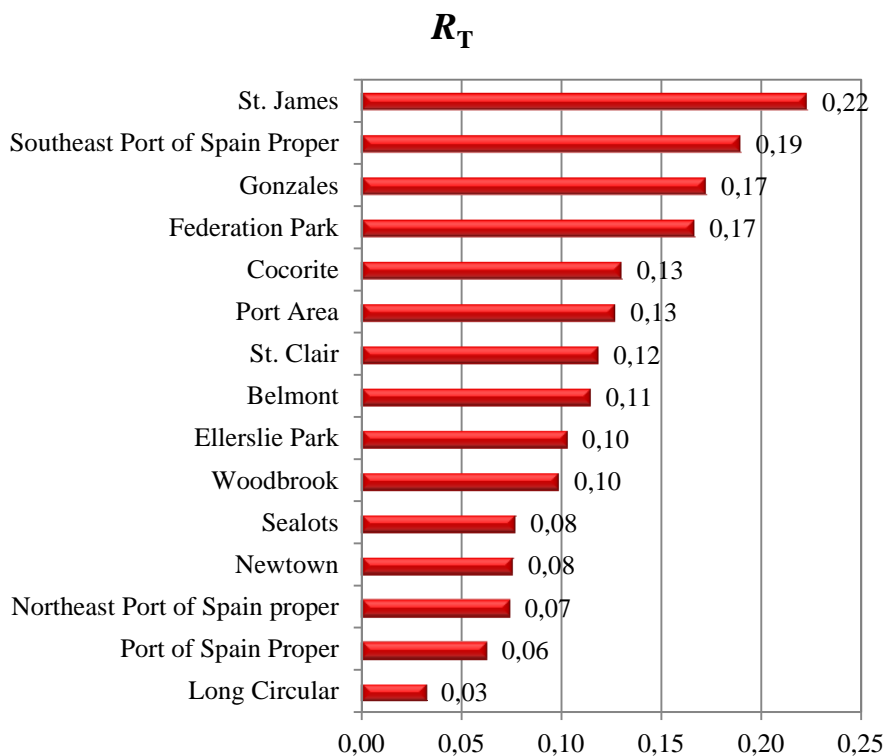 R_T
St. James 0,22
Southeast Port of Spain Proper 0,19
Gonzales 0,17
Federation Park 0,17
Cocorite 0,13
Port Area 0,13
St. Clair 0,12
Belmont 0,11
Ellerslie Park 0,10
Woodbrook 0,10
Sealots 0,08
Newtown 0,08
Northeast Port of Spain proper 0,07
Port of Spain Proper 0,06
Long Circular 0,03
0,00 0,05 0,10 0,15 0,20 0,25